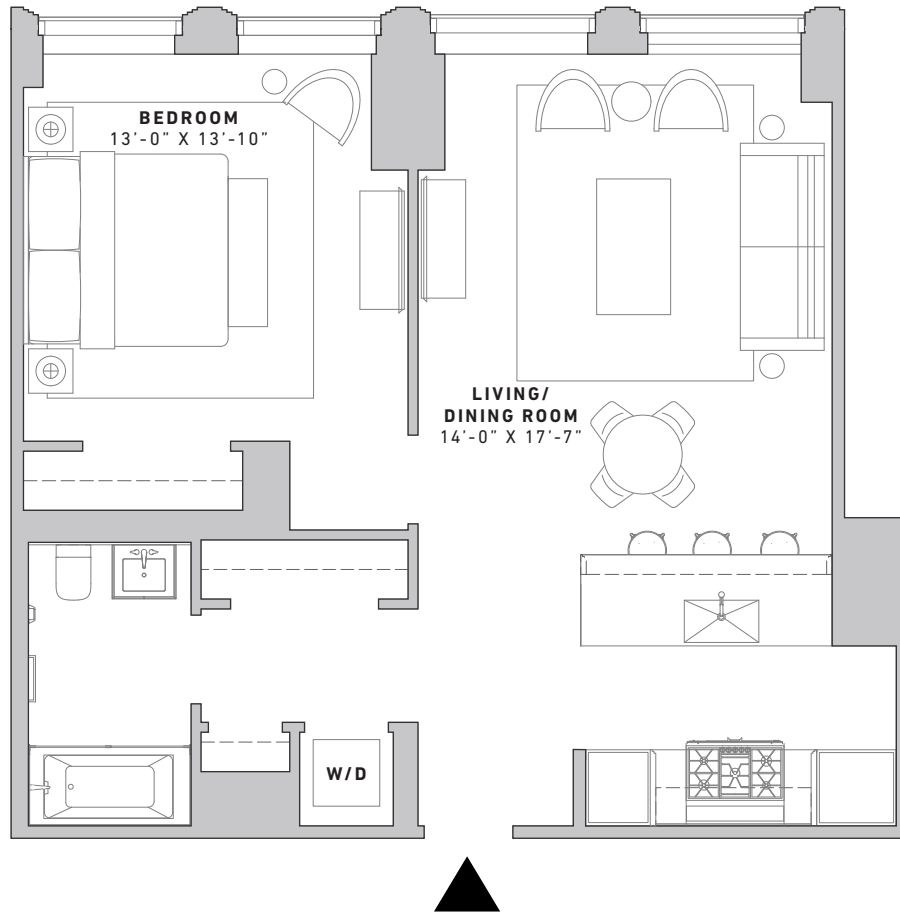 BEDROOM
13'-0" X 13'-10"
LIVING/
DINING ROOM
14'-0" X 17'-7"
W/D